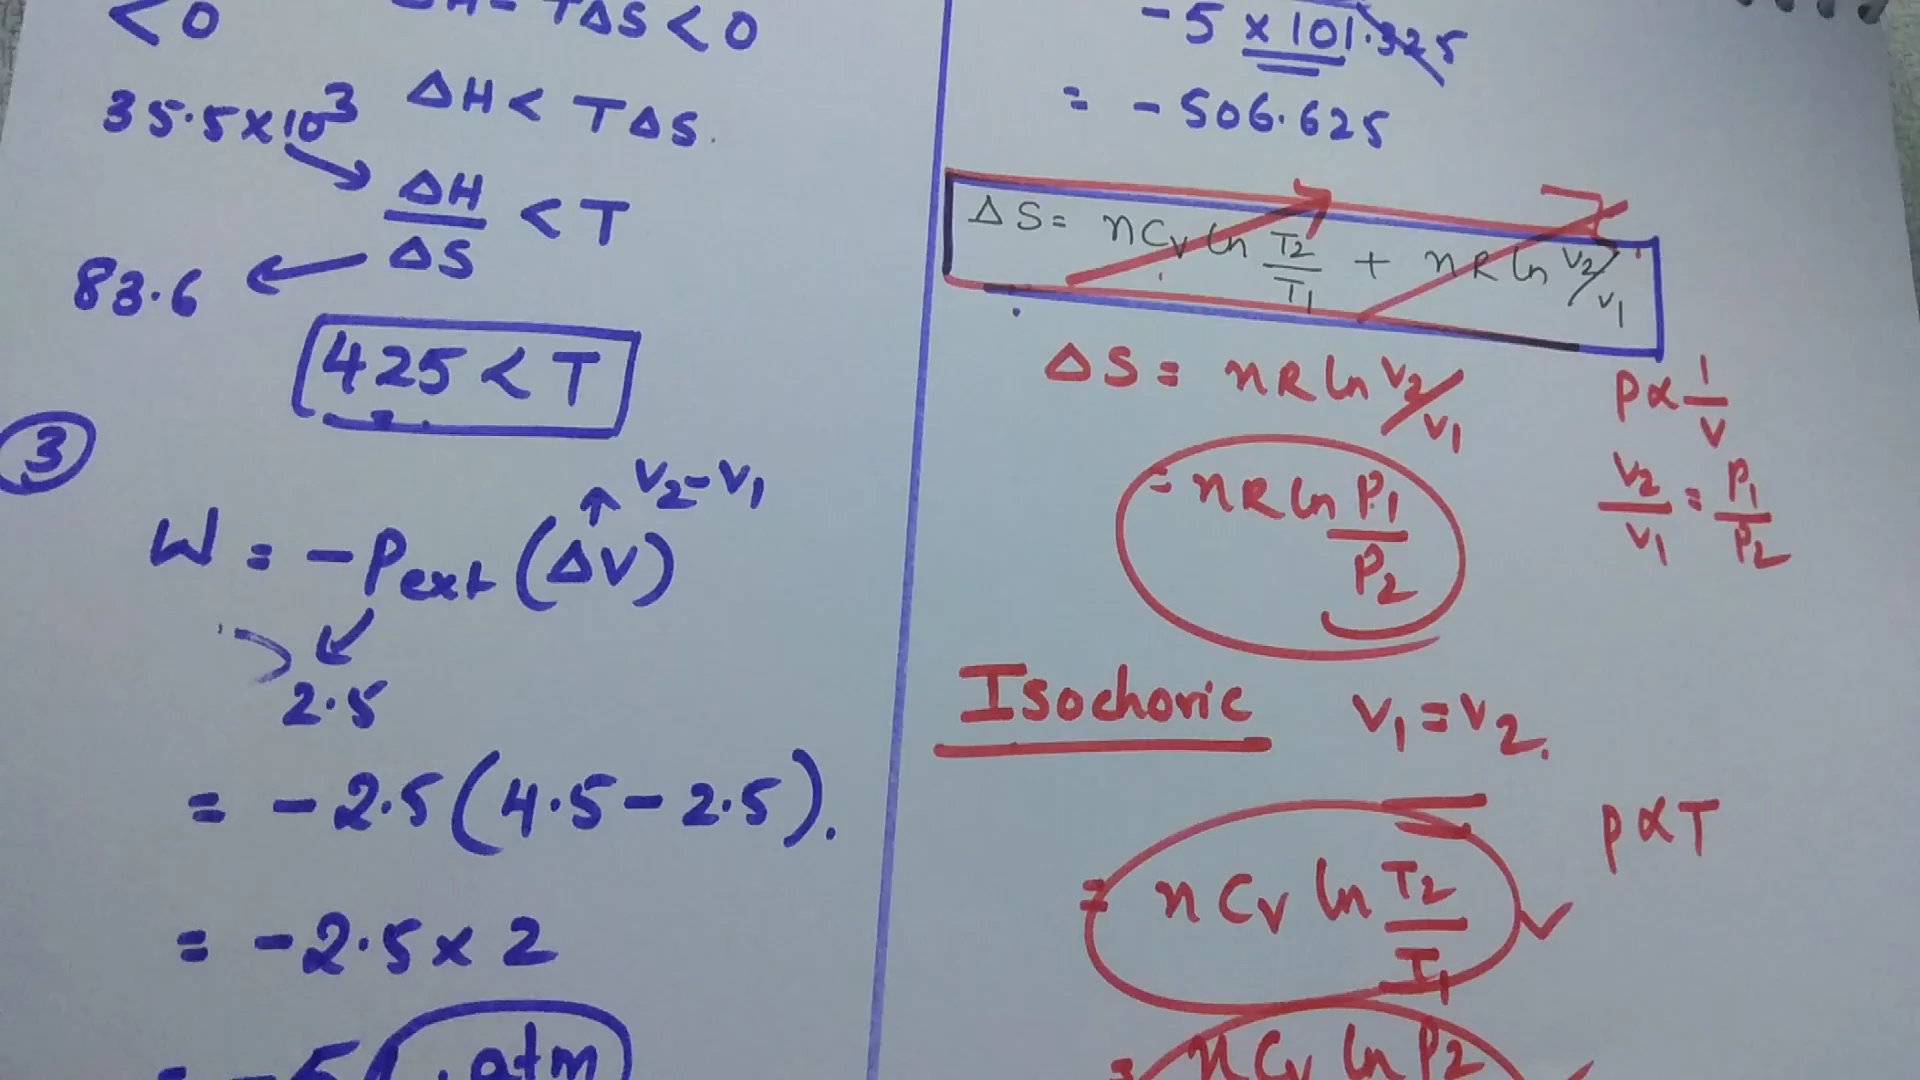 < 0
ΔH - TΔS < 0
35.5×10³
ΔH < TΔS.
ΔH/ΔS < T
83.6
425 < T
③
V₂-V₁
W = -Pext (ΔV)
2.5
= -2.5(4.5-2.5).
= -2.5×2
= -5 L.atm
-5 × 101.325
= -506.625
ΔS = nCv ln T₂/T₁ + nR ln V₂/V₁
ΔS = nR ln V₂/V₁
P ∝ 1/V
= nR ln P₁/P₂
V₂/V₁ = P₁/P₂
Isochoric V₁ = V₂.
P ∝ T
= nCv ln T₂/T₁
= nCv ln P₂